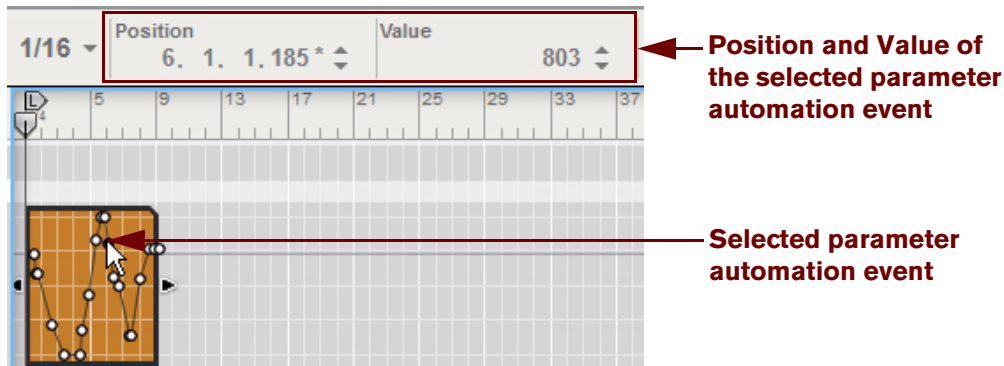 Position
Value
1/16
6. 1. 1.185 *
803
Position and Value of
the selected parameter
automation event
L
5
9
13
17
21
25
29
33
37
4
Selected parameter
automation event